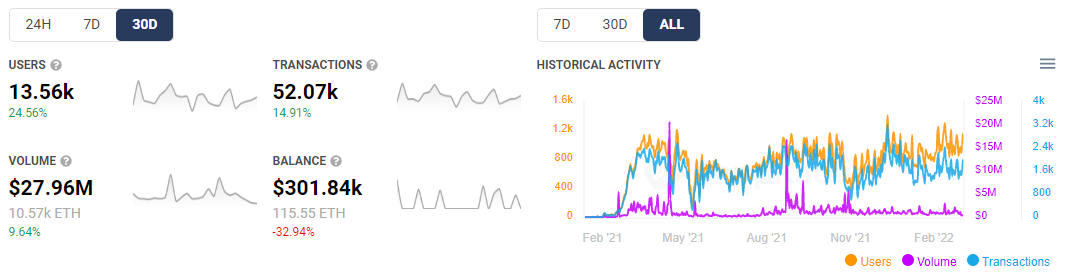 24H 7D 30D
USERS ?
13.56k
24.56%
TRANSACTIONS ?
52.07k
14.91%
VOLUME ?
$27.96M
10.57k ETH
9.64%
BALANCE ?
$301.84k
115.55 ETH
-32.94%
7D 30D ALL
HISTORICAL ACTIVITY
1.6k
1.2k
800
400
0
$25M
$20M
$15M
$10M
$5M
$0
4k
3.2k
2.4k
1.6k
800
0
Feb '21 May '21 Aug '21 Nov '21 Feb '22
Users Volume Transactions